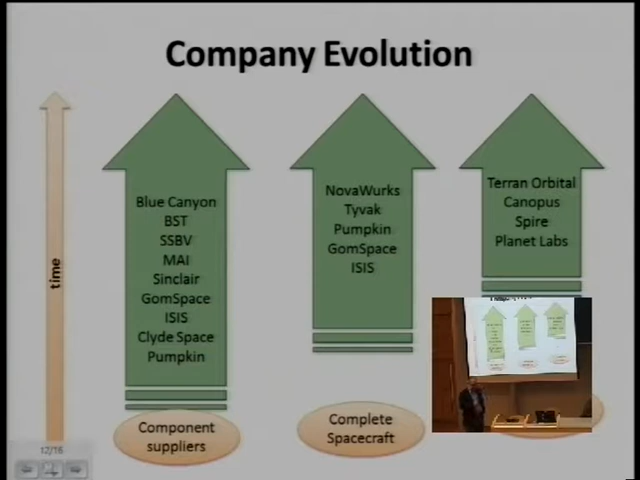 Company Evolution
time
Blue Canyon
BST
SSBV
MAI
Sinclair
GomSpace
ISIS
Clyde Space
Pumpkin
Component
suppliers
NovaWurks
Tyvak
Pumpkin
GomSpace
ISIS
Complete
Spacecraft
Terran Orbital
Canopus
Spire
Planet Labs
12/16